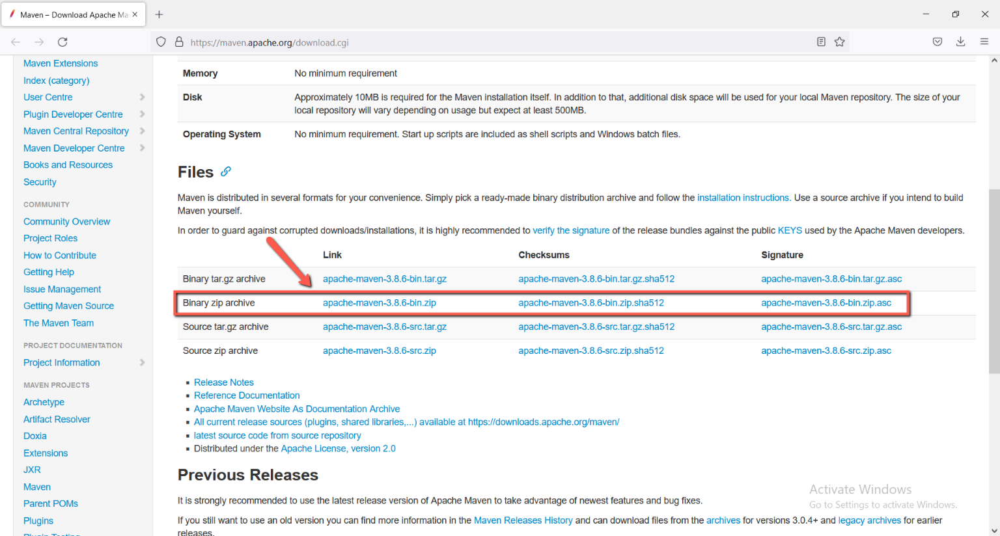 Maven – Download Apache Ma
https://maven.apache.org/download.cgi
Maven Extensions
Index (category)
User Centre
Plugin Developer Centre
Maven Central Repository
Maven Developer Centre
Books and Resources
Security
COMMUNITY
Community Overview
Project Roles
How to Contribute
Getting Help
Issue Management
Getting Maven Source
The Maven Team
PROJECT DOCUMENTATION
Project Information
MAVEN PROJECTS
Archetype
Artifact Resolver
Doxia
Extensions
JXR
Maven
Parent POMs
Plugins
Memory No minimum requirement
Disk Approximately 10MB is required for the Maven installation itself. In addition to that, additional disk space will be used for your local Maven repository. The size of your
local repository will vary depending on usage but expect at least 500MB.
Operating System No minimum requirement. Start up scripts are included as shell scripts and Windows batch files.
Files
Maven is distributed in several formats for your convenience. Simply pick a ready-made binary distribution archive and follow the installation instructions. Use a source archive if you intend to build
Maven yourself.
In order to guard against corrupted downloads/installations, it is highly recommended to verify the signature of the release bundles against the public KEYS used by the Apache Maven developers.
Link Checksums Signature
Binary tar.gz archive apache-maven-3.8.6-bin.tar.gz apache-maven-3.8.6-bin.tar.gz.sha512 apache-maven-3.8.6-bin.tar.gz.asc
Binary zip archive apache-maven-3.8.6-bin.zip apache-maven-3.8.6-bin.zip.sha512 apache-maven-3.8.6-bin.zip.asc
Source tar.gz archive apache-maven-3.8.6-src.tar.gz apache-maven-3.8.6-src.tar.gz.sha512 apache-maven-3.8.6-src.tar.gz.asc
Source zip archive apache-maven-3.8.6-src.zip apache-maven-3.8.6-src.zip.sha512 apache-maven-3.8.6-src.zip.asc
Release Notes
Reference Documentation
Apache Maven Website As Documentation Archive
All current release sources (plugins, shared libraries,...) available at https://downloads.apache.org/maven/
latest source code from source repository
Distributed under the Apache License, version 2.0
Previous Releases
It is strongly recommended to use the latest release version of Apache Maven to take advantage of newest features and bug fixes.
If you still want to use an old version you can find more information in the Maven Releases History and can download files from the archives for versions 3.0.4+ and legacy archives for earlier
releases.
Activate Windows
Go to Settings to activate Windows.